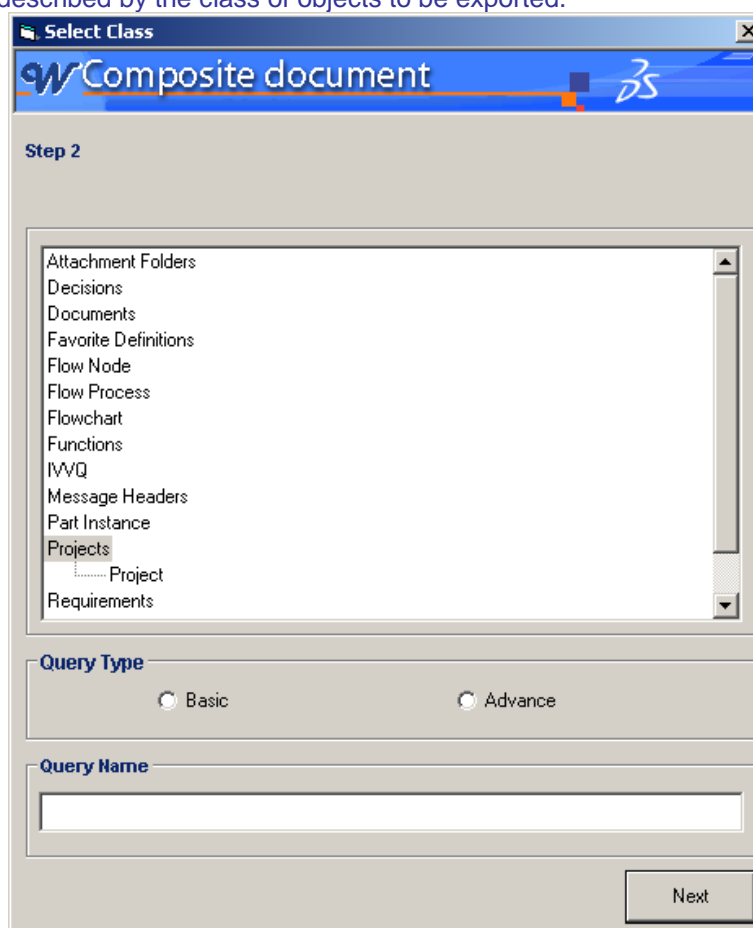 described by the class of objects to be exported.
Select Class
W Composite document
DS
Step 2
Attachment Folders
Decisions
Documents
Favorite Definitions
Flow Node
Flow Process
Flowchart
Functions
IVVQ
Message Headers
Part Instance
Projects
Project
Requirements
Query Type
Basic Advance
Query Name
Next